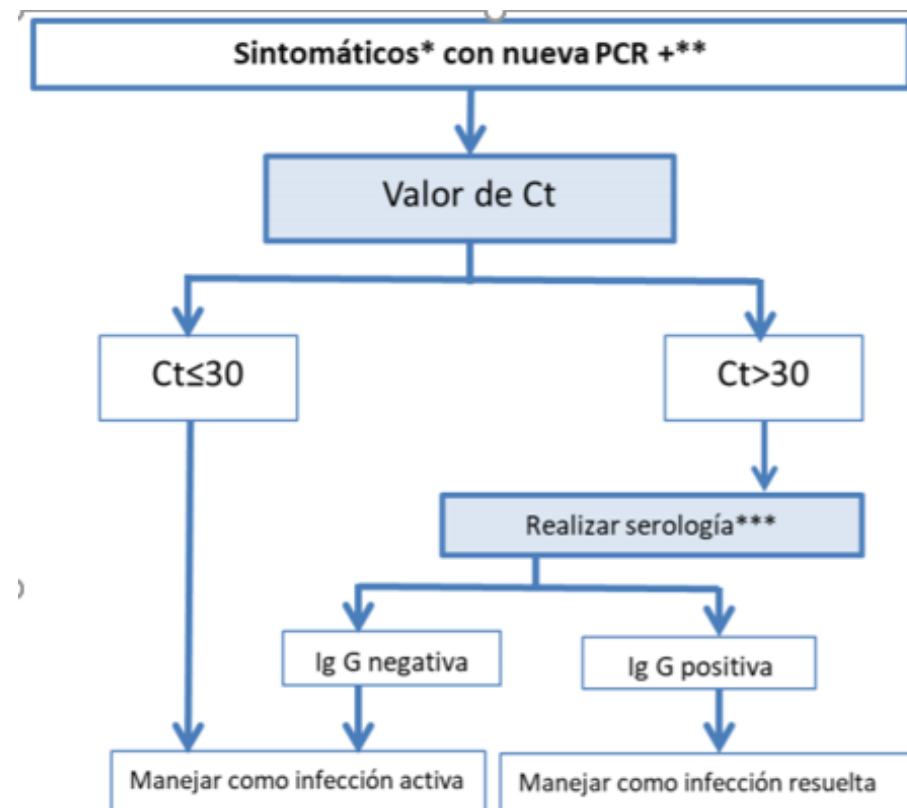 Sintomáticos* con nueva PCR +**
Valor de Ct
Ct≤30
Ct>30
Realizar serología***
Ig G negativa
Ig G positiva
Manejar como infección activa
Manejar como infección resuelta